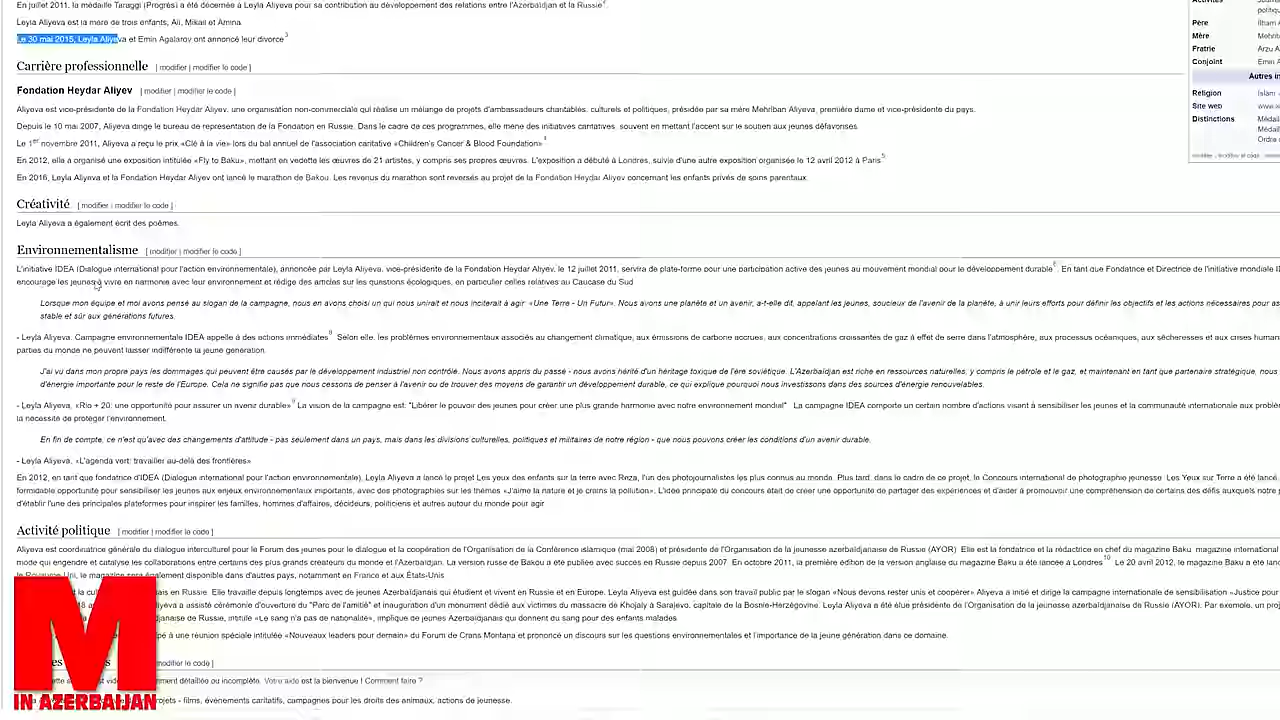 En juillet 2011, la médaille Taraggi (Progrès) a été décernée à Leyla Aliyeva pour sa contribution au développement des relations entre l'Azerbaïdjan et la Russie
Leyla Aliyeva est la mère de trois enfants, Ali, Mikail et Amina.
Le 30 mai 2015, Leyla Aliyeva et Emin Agalarov ont annoncé leur divorce 3
Carrière professionnelle [ modifier | modifier le code ]
Fondation Heydar Aliyev [ modifier | modifier le code ]
Aliyeva est vice-présidente de la Fondation Heydar Aliyev, une organisation non-commerciale qui réalise un mélange de projets d'ambassadeurs charitables, culturels et politiques, présidée par sa mère Mehriban Aliyeva, première dame et vice-présidente du pays.
Depuis le 10 mai 2007, Aliyeva dirige le bureau de représentation de la Fondation en Russie. Dans le cadre de ces programmes, elle mène des initiatives caritatives, souvent en mettant l'accent sur le soutien aux jeunes défavorisés.
Le 1er novembre 2011, Aliyeva a reçu le prix «Clé à la vie» lors du bal annuel de l'association caritative «Children's Cancer & Blood Foundation» 4
En 2012, elle a organisé une exposition intitulée «Fly to Baku», mettant en vedette les œuvres de 21 artistes, y compris ses propres œuvres. L'exposition a débuté à Londres, suivie d'une autre exposition organisée le 12 avril 2012 à Paris 5
En 2016, Leyla Aliyeva et la Fondation Heydar Aliyev ont lancé le marathon de Bakou. Les revenus du marathon sont reversés au projet de la Fondation Heydar Aliyev concernant les enfants privés de soins parentaux.
Créativité [ modifier | modifier le code ]
Leyla Aliyeva a également écrit des poèmes.
Environnementalisme [ modifier | modifier le code ]
L'initiative IDEA (Dialogue international pour l'action environnementale), annoncée par Leyla Aliyeva, vice-présidente de la Fondation Heydar Aliyev, le 12 juillet 2011, servira de plate-forme pour une participation active des jeunes au mouvement mondial pour le développement durable 6. En tant que Fondatrice et Directrice de l'initiative mondiale
encourage les jeunes à vivre en harmonie avec leur environnement et rédige des articles sur les questions écologiques, en particulier celles relatives au Caucase du Sud
Lorsque mon équipe et moi avons pensé au slogan de la campagne, nous en avons choisi un qui nous unirait et nous inciterait à agir: «Une Terre - Un Futur». Nous avons une planète et un avenir, a-t-elle dit, appelant les jeunes, soucieux de l'avenir de la planète, à unir leurs efforts pour définir les objectifs et les actions nécessaires pour
stable et sûr aux générations futures.
- Leyla Aliyeva. Campagne environnementale IDEA appelle à des actions immédiates 8 Selon elle, les problèmes environnementaux associés au changement climatique, aux émissions de carbone accrues, aux concentrations croissantes de gaz à effet de serre dans l'atmosphère, aux processus océaniques, aux sécheresses et aux crises
parties du monde ne peuvent laisser indifférente la jeune génération.
J'ai vu dans mon propre pays les dommages qui peuvent être causés par le développement industriel non contrôlé. Nous avons appris du passé - nous avons hérité d'un héritage toxique de l'ère soviétique. L'Azerbaïdjan est riche en ressources naturelles, y compris le pétrole et le gaz, et maintenant en tant que partenaire stratégique, nous
d'énergie importante pour le reste de l'Europe. Cela ne signifie pas que nous cessons de penser à l'avenir ou de trouver des moyens de garantir un développement durable, ce qui explique pourquoi nous investissons dans des sources d'énergie renouvelables.
- Leyla Aliyeva, «Rio + 20: une opportunité pour assurer un avenir durable» 9 La vision de la campagne est: "Libérer le pouvoir des jeunes pour créer une plus grande harmonie avec notre environnement mondial" La campagne IDEA comporte un certain nombre d'actions visant à sensibiliser les jeunes et la communauté internationale aux
la nécessité de protéger l'environnement.
En fin de compte, ce n'est qu'avec des changements d'attitude - pas seulement dans un pays, mais dans les divisions culturelles, politiques et militaires de notre région - que nous pouvons créer les conditions d'un avenir durable.
- Leyla Aliyeva, «L'agenda vert: travailler au-delà des frontières»
En 2012, en tant que fondatrice d'IDEA (Dialogue international pour l'action environnementale), Leyla Aliyeva a lancé le projet Les yeux des enfants sur la terre avec Reza, l'un des photojournalistes les plus connus au monde. Plus tard, dans le cadre de ce projet, le Concours international de photographie jeunesse Les Yeux sur Terre a été lancé
formidable opportunité pour sensibiliser les jeunes aux enjeux environnementaux importants, avec des photographies sur les thèmes «J'aime la nature et je crains la pollution». L'idée principale du concours était de créer une opportunité de partager des expériences et d'aider à promouvoir une compréhension de certains des défis auxquels notre
d'établir l'une des principales plateformes pour inspirer les familles, hommes d'affaires, décideurs, politiciens et autres autour du monde pour agir
Activité politique [ modifier | modifier le code ]
Aliyeva est coordinatrice générale du dialogue interculturel pour le Forum des jeunes pour le dialogue et la coopération de l'Organisation de la Conférence islamique (mai 2008) et présidente de l'Organisation de la jeunesse azerbaïdjanaise de Russie (AYOR) Elle est la fondatrice et la rédactrice en chef du magazine Baku magazine international
mode qui engendre et catalyse les collaborations entre certains des plus grands créateurs du monde et l'Azerbaïdjan. La version russe de Bakou a été publiée avec succès en Russie depuis 2007 En octobre 2011, la première édition de la version anglaise du magazine Baku a été lancée à Londres 10 Le 20 avril 2012, le magazine Baku a été
le Royaume-Uni, le magazine sera également disponible dans d'autres pays, notamment en France et aux États-Unis
en Russie Elle travaille depuis longtemps avec de jeunes Azerbaïdjanais qui étudient et vivent en Russie et en Europe. Leyla Aliyeva est guidée dans son travail public par le slogan «Nous devons rester unis et coopérer» Aliyeva a initié et dirige la campagne internationale de sensibilisation «Justice pour
Aliyeva a assisté cérémonie d'ouverture du "Parc de l'amitié" et inauguration d'un monument dédié aux victimes du massacre de Khojaly à Sarajevo, capitale de la Bosnie-Herzégovine. Leyla Aliyeva a été élue présidente de l'Organisation de la jeunesse azerbaïdjanaise de Russie (AYOR). Par exemple, un
de Russie, intitulé «Le sang n'a pas de nationalité», implique de jeunes Azerbaïdjanais qui donnent du sang pour des enfants malades
à une réunion spéciale intitulée «Nouveaux leaders pour demain» du Forum de Crans Montana et prononcé un discours sur les questions environnementales et l'importance de la jeune génération dans ce domaine.
modifier le code ]
détaillée ou incomplète. Votre aide est la bienvenue ! Comment faire ?
projets - films, événements caritatifs, campagnes pour les droits des animaux, actions de jeunesse.
Activités
Père Ilham
Mère
Fratrie Arzu
Conjoint Emin
Autres
Religion Islam
Site web
Distinctions
Ordre
modifier - modifier le code
M
IN AZERBAIJAN